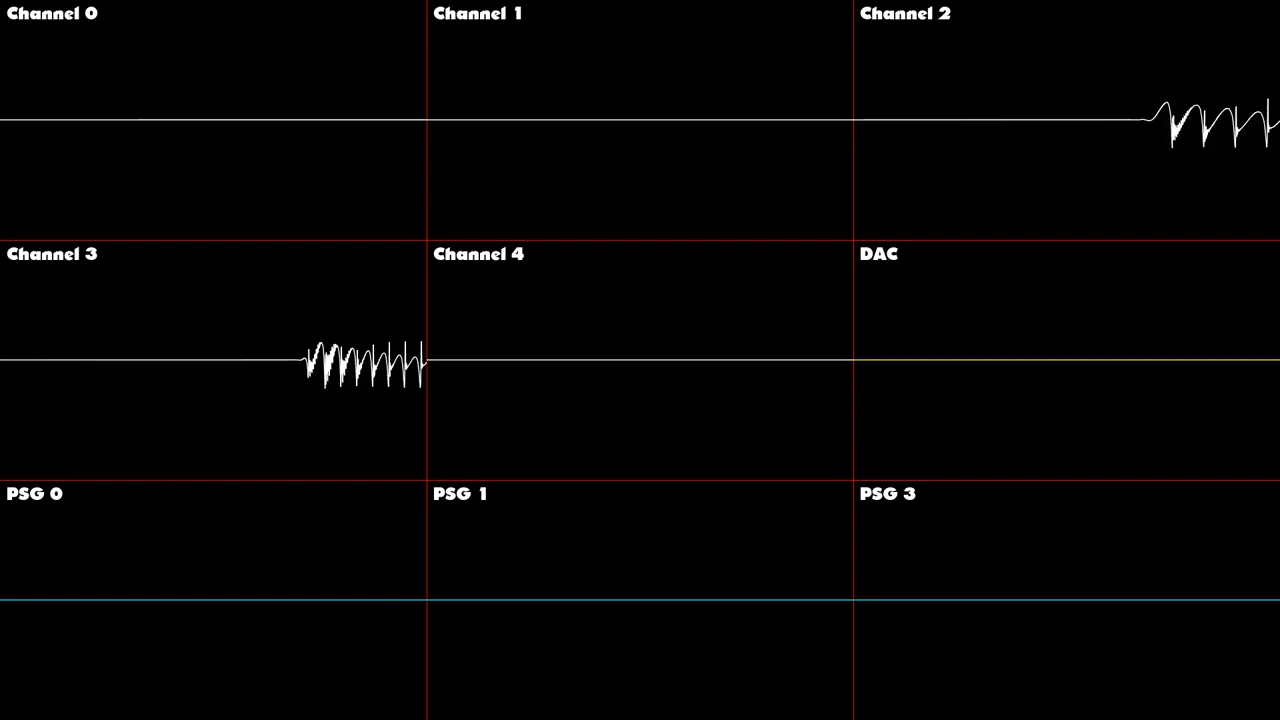 Channel 0
Channel 1
Channel 2
Channel 3
Channel 4
DAC
PSG 0
PSG 1
PSG 3